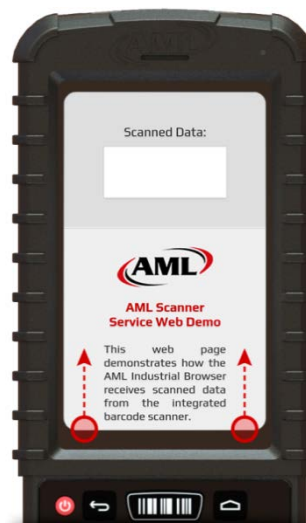 AML
Scanned Data:
AML
AML Scanner
Service Web Demo
This web page
demonstrates how the
AML Industrial Browser
receives scanned data
from the integrated
barcode scanner.